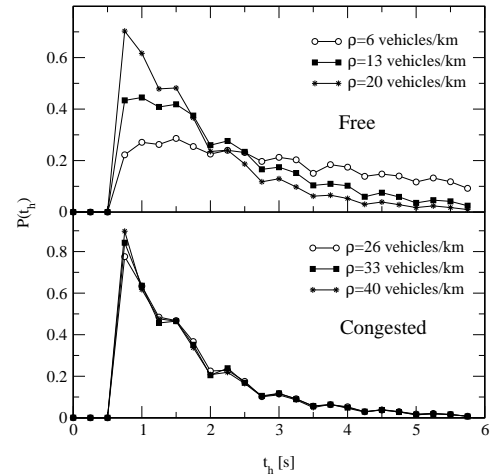 0.6
0.4
0.2
0
ρ=6 vehicles/km
ρ=13 vehicles/km
ρ=20 vehicles/km
Free
P(t_h)
0.8
0.6
0.4
0.2
0
ρ=26 vehicles/km
ρ=33 vehicles/km
ρ=40 vehicles/km
Congested
0 1 2 3 4 5 6
t_h [s]